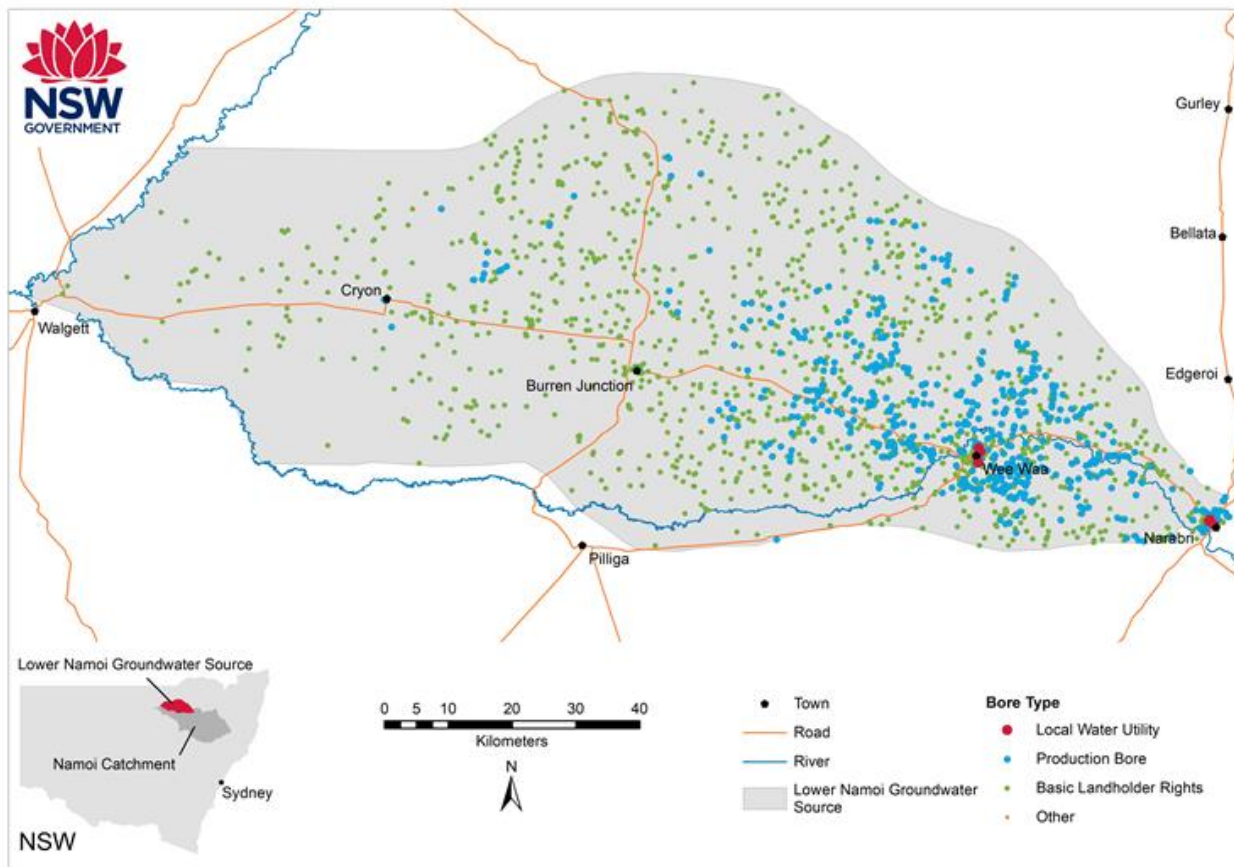 NSW
GOVERNMENT
Gurley
Bellata
Cryon
Walgett
Burren Junction
Edgeroi
Wee Waa
Narabri
Pilliga
Lower Namoi Groundwater Source
Namoi Catchment
Sydney
NSW
0 5 10 20 30 40
Kilometers
N
Town
Road
River
Lower Namoi Groundwater
Source
Bore Type
Local Water Utility
Production Bore
Basic Landholder Rights
Other